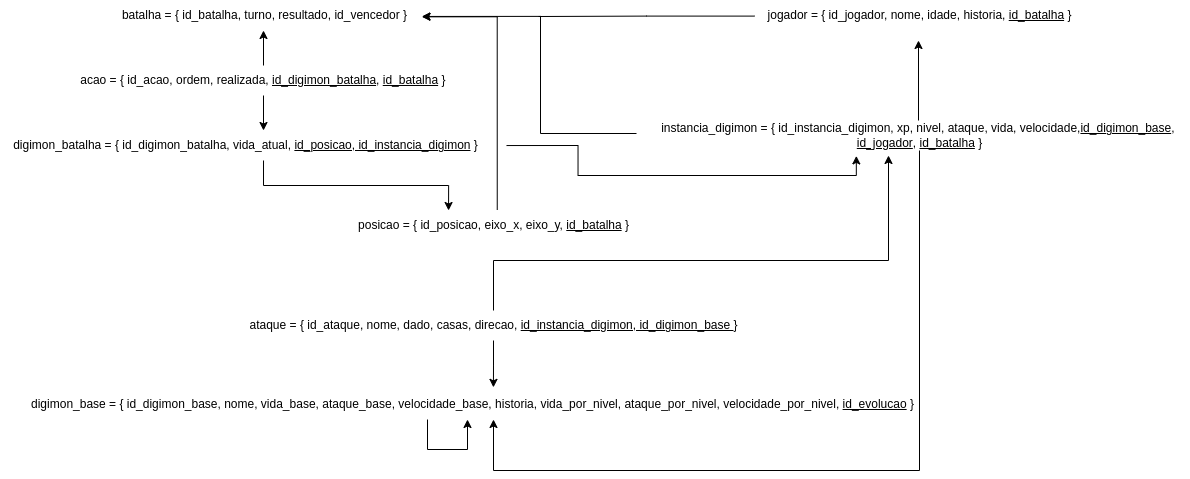 batalha = { id_batalha, turno, resultado, id_vencedor }
jogador = { id_jogador, nome, idade, historia, id_batalha }
acao = { id_acao, ordem, realizada, id_digimon_batalha, id_batalha }
instancia_digimon = { id_instancia_digimon, xp, nivel, ataque, vida, velocidade,id_digimon_base,
id_jogador, id_batalha }
digimon_batalha = { id_digimon_batalha, vida_atual, id_posicao, id_instancia_digimon }
posicao = { id_posicao, eixo_x, eixo_y, id_batalha }
ataque = { id_ataque, nome, dado, casas, direcao, id_instancia_digimon, id_digimon_base }
digimon_base = { id_digimon_base, nome, vida_base, ataque_base, velocidade_base, historia, vida_por_nivel, ataque_por_nivel, velocidade_por_nivel, id_evolucao }